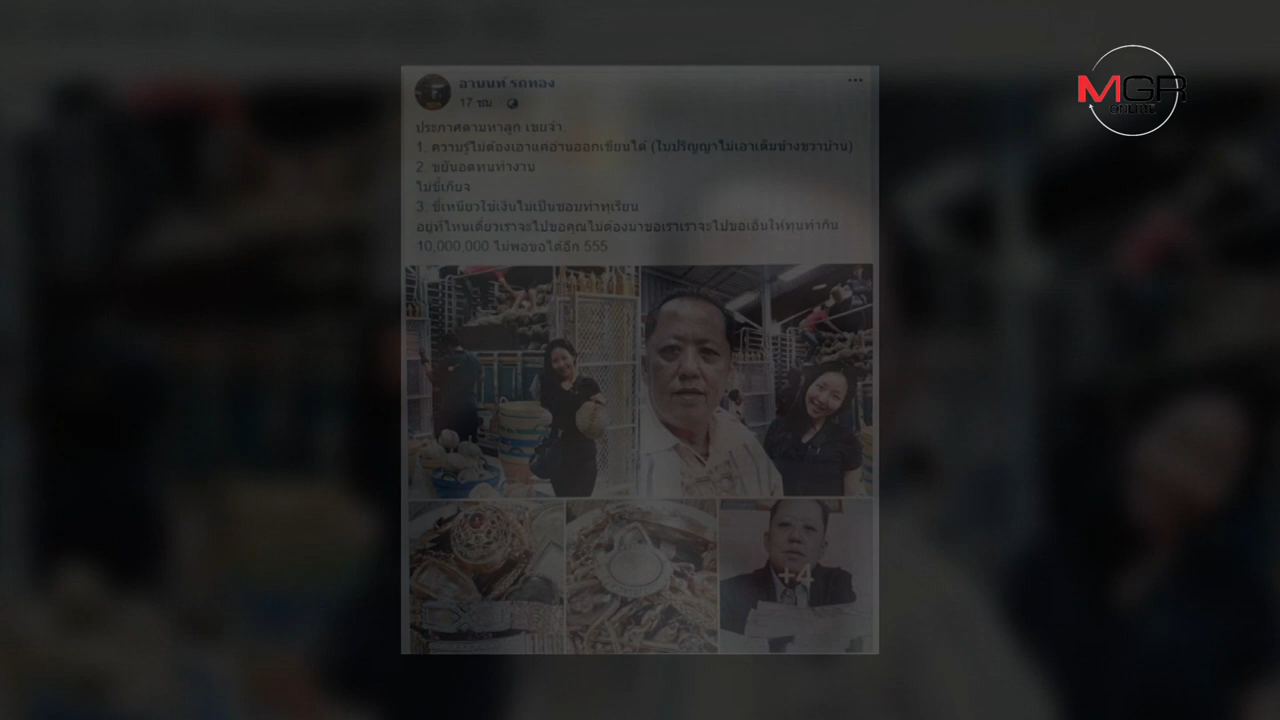 MGR
ONLINE
อานนท์ รถทอง
17 ชม
ประกาศตามหาลูก เขยจ้า
1. ความรู้ไม่ต้องเอาแค่อ่านออกเขียนได้ (ใบปริญญาไม่เอาเต็มข้างขวาบ้าน)
2. ขยันอดทนทำงาน
ไม่ขี้เกียจ
3. ขี้เหนียวใช่เงินไม่เป็นชอบทำทุเรียน
อยู่ที่ไหนเดี๋ยวเราจะไปขอคุณไม่ต้องมาขอเราเราจะไปขอเอ็นให้ทุนทำกิน
10,000,000 ไม่พอขอได้อีก 555
+4